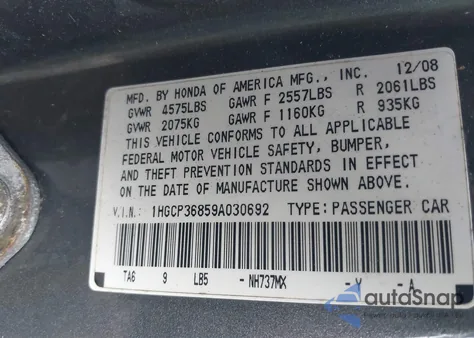 MFD. BY HONDA OF AMERICA MFG., INC. 12/08
GVWR 4575LBS GAWR F 2557LBS R 2061LBS
GVWR 2075KG GAWR F 1160KG R 935KG
THIS VEHICLE CONFORMS TO ALL APPLICABLE
FEDERAL MOTOR VEHICLE SAFETY, BUMPER,
AND THEFT PREVENTION STANDARDS IN EFFECT
ON THE DATE OF MANUFACTURE SHOWN ABOVE.
V.I.N.: 1HGCP36859A030692 TYPE: PASSENGER CAR
TA6 9 LB5 - NH737MX - V - A
autoSnap